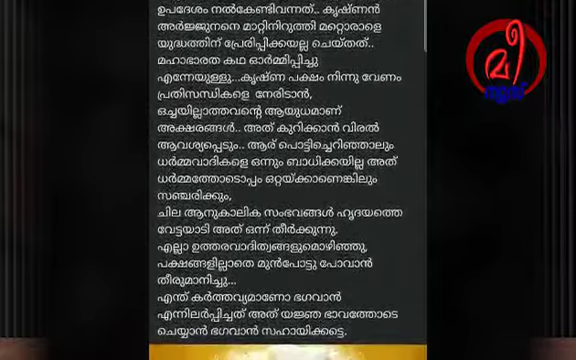 ഉപദേശം നൽകേണ്ടിവന്നത്.. കൃഷ്ണൻ
അർജ്ജുനനെ മാറ്റിനിറുത്തി മറ്റൊരാളെ
യുദ്ധത്തിന് പ്രേരിപ്പിക്കയല്ല ചെയ്തത്..
മഹാഭാരത കഥ ഓർമ്മിപ്പിച്ചു
എന്നേയുള്ളു...കൃഷ്ണ പക്ഷം നിന്നു വേണം
പ്രതിസന്ധികളെ നേരിടാൻ,
ഒച്ചയില്ലാത്തവന്റെ ആയുധമാണ്
അക്ഷരങ്ങൾ.. അത് കുറിക്കാൻ വിരൽ
ആവശ്യപ്പെടും.. ആര് പൊട്ടിച്ചെറിഞ്ഞാലും
ധർമ്മവാദികളെ ഒന്നും ബാധിക്കയില്ല അത്
ധർമ്മത്തോടൊപ്പം ഒറ്റയ്ക്കാണെങ്കിലും
സഞ്ചരിക്കും,
ചില ആനുകാലിക സംഭവങ്ങൾ ഹൃദയത്തെ
വേട്ടയാടി അത് ഒന്ന് തീർക്കുന്നു.
എല്ലാ ഉത്തരവാദിത്വങ്ങളുമൊഴിഞ്ഞു,
പക്ഷങ്ങളില്ലാതെ മുൻപോട്ടു പോവാൻ
തീരുമാനിച്ചു...
എന്ത് കർത്തവ്യമാണോ ഭഗവാൻ
എന്നിലർപ്പിച്ചത് അത് യജ്ഞ ഭാവത്തോടെ
ചെയ്യാൻ ഭഗവാൻ സഹായിക്കട്ടെ.
മീ